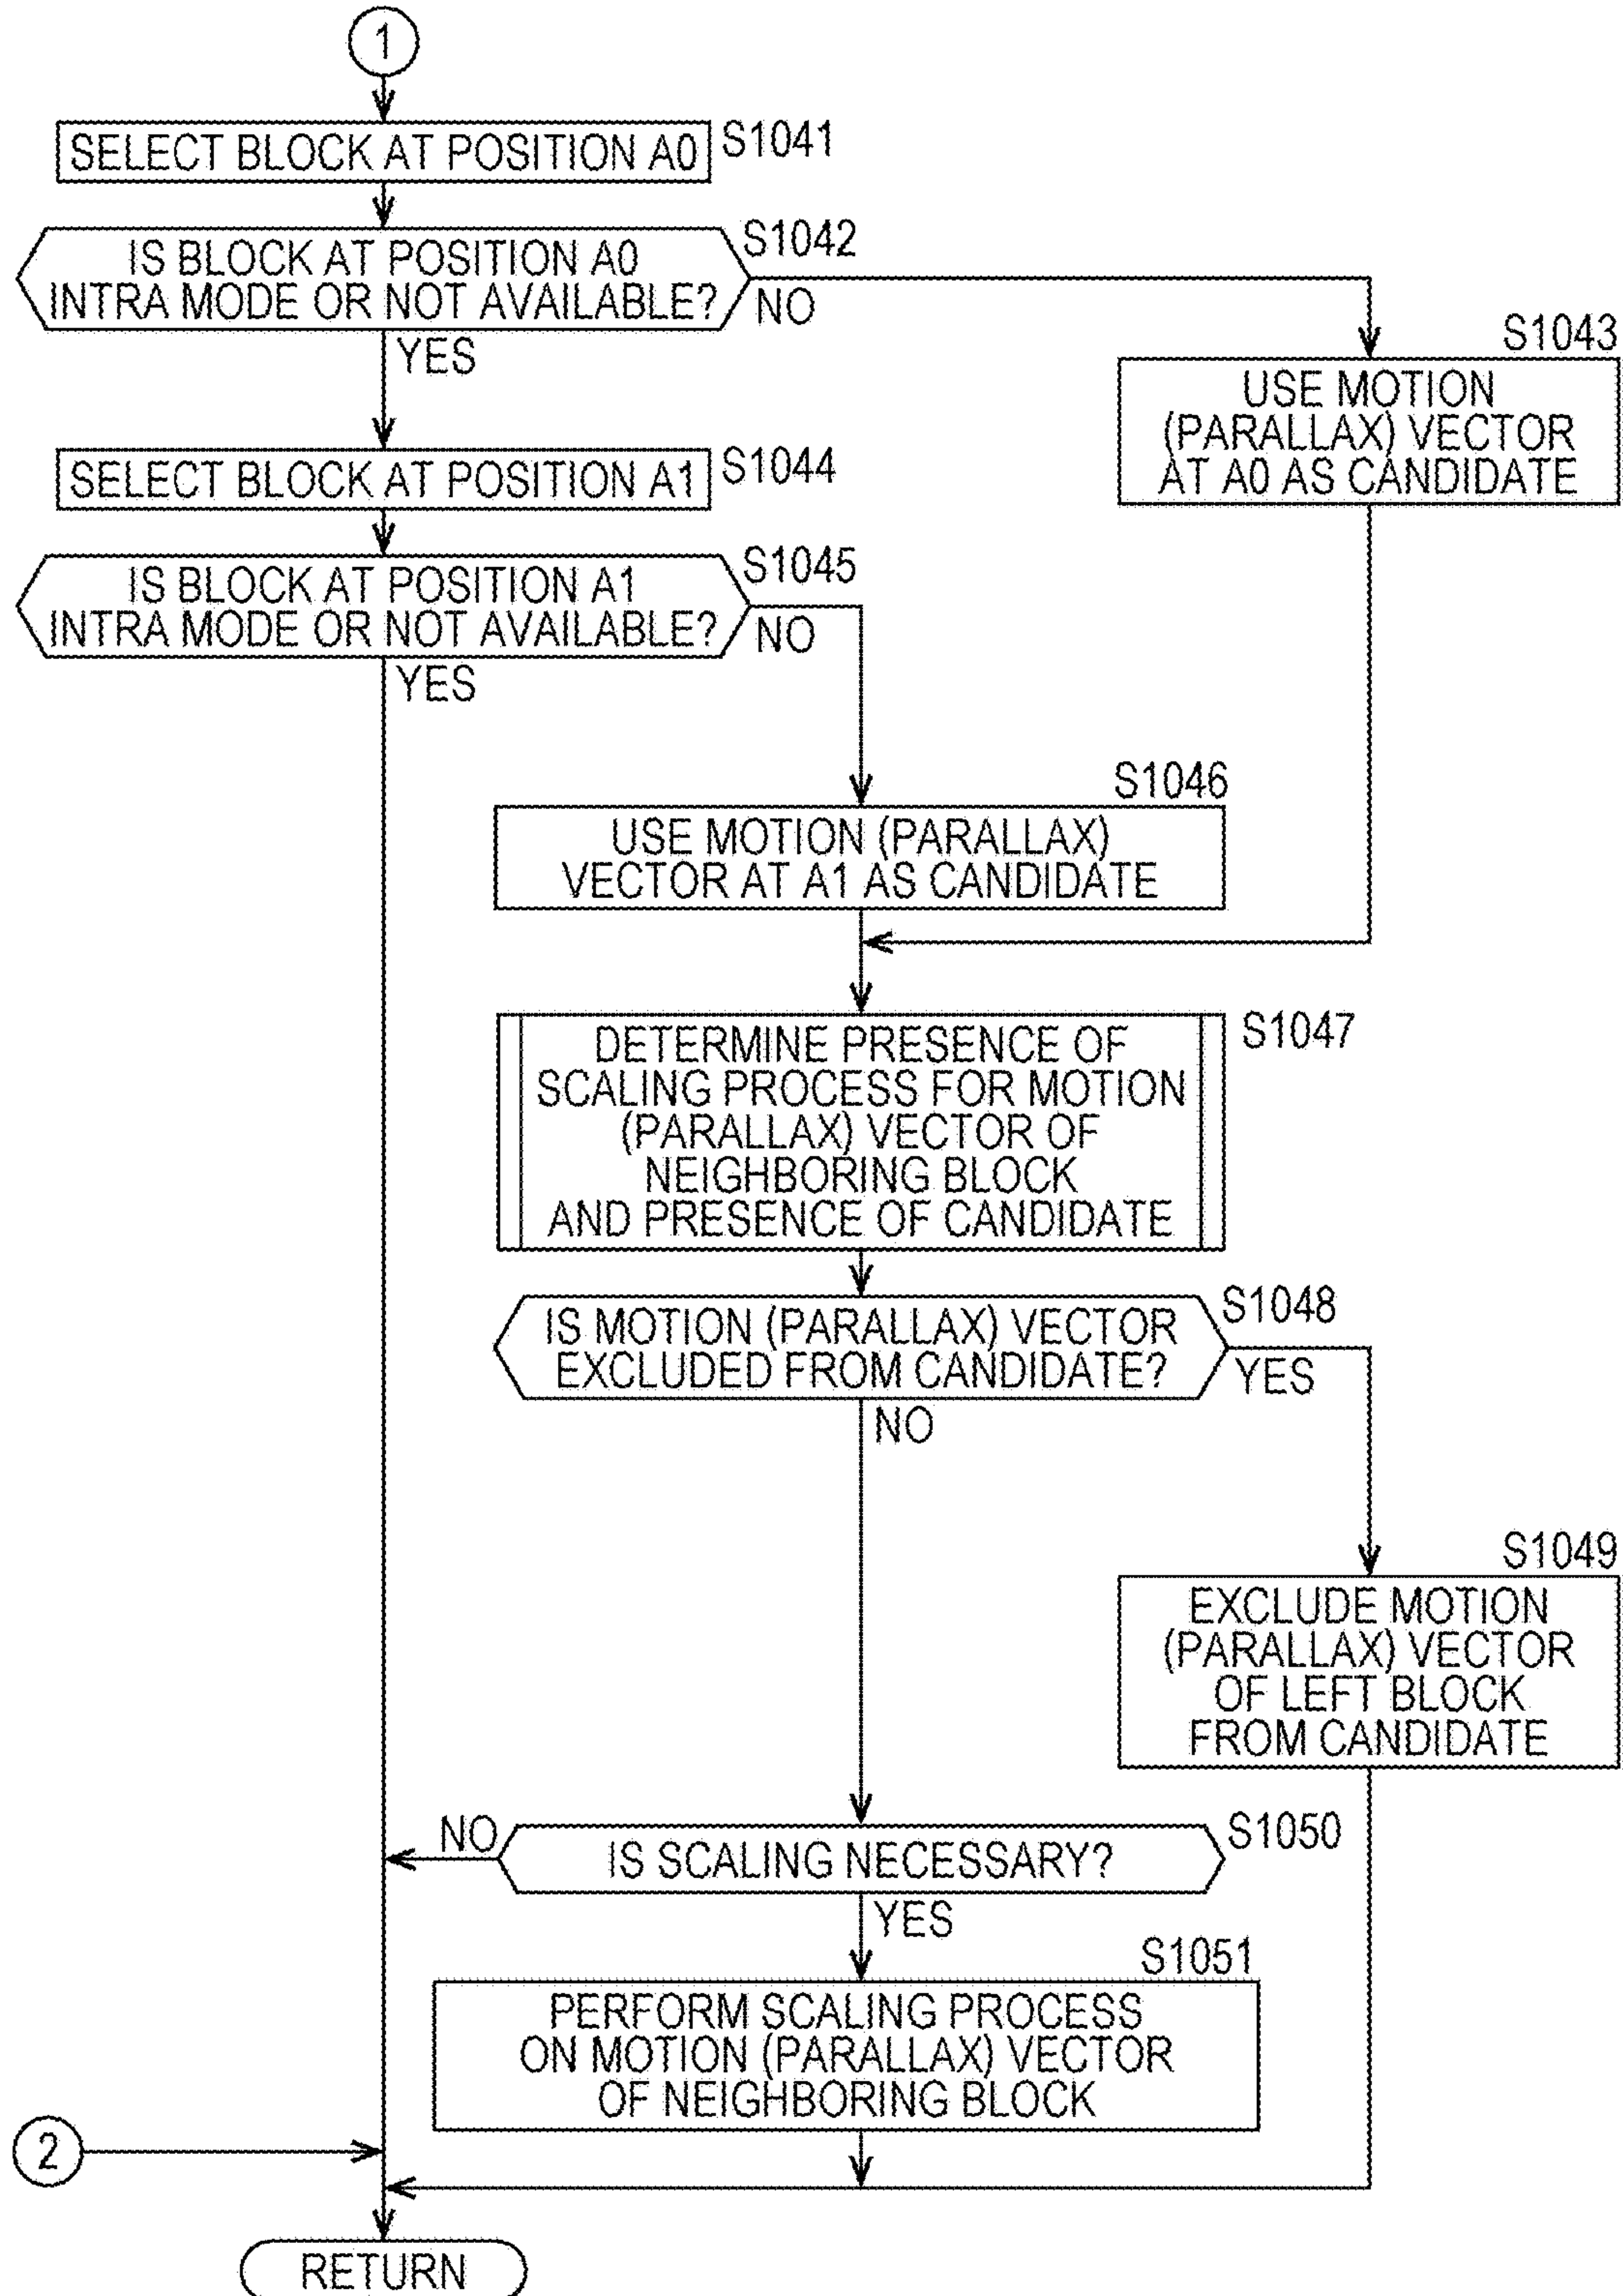 1
SELECT BLOCK AT POSITION A0
S1041
IS BLOCK AT POSITION A0
INTRA MODE OR NOT AVAILABLE?
S1042
NO
YES
S1043
USE MOTION
(PARALLAX) VECTOR
AT A0 AS CANDIDATE
SELECT BLOCK AT POSITION A1
S1044
IS BLOCK AT POSITION A1
INTRA MODE OR NOT AVAILABLE?
S1045
NO
YES
S1046
USE MOTION (PARALLAX)
VECTOR AT A1 AS CANDIDATE
DETERMINE PRESENCE OF
SCALING PROCESS FOR MOTION
(PARALLAX) VECTOR OF
NEIGHBORING BLOCK
AND PRESENCE OF CANDIDATE
S1047
IS MOTION (PARALLAX) VECTOR
EXCLUDED FROM CANDIDATE?
S1048
YES
NO
S1049
EXCLUDE MOTION
(PARALLAX) VECTOR
OF LEFT BLOCK
FROM CANDIDATE
NO
IS SCALING NECESSARY?
S1050
YES
S1051
PERFORM SCALING PROCESS
ON MOTION (PARALLAX) VECTOR
OF NEIGHBORING BLOCK
2
RETURN